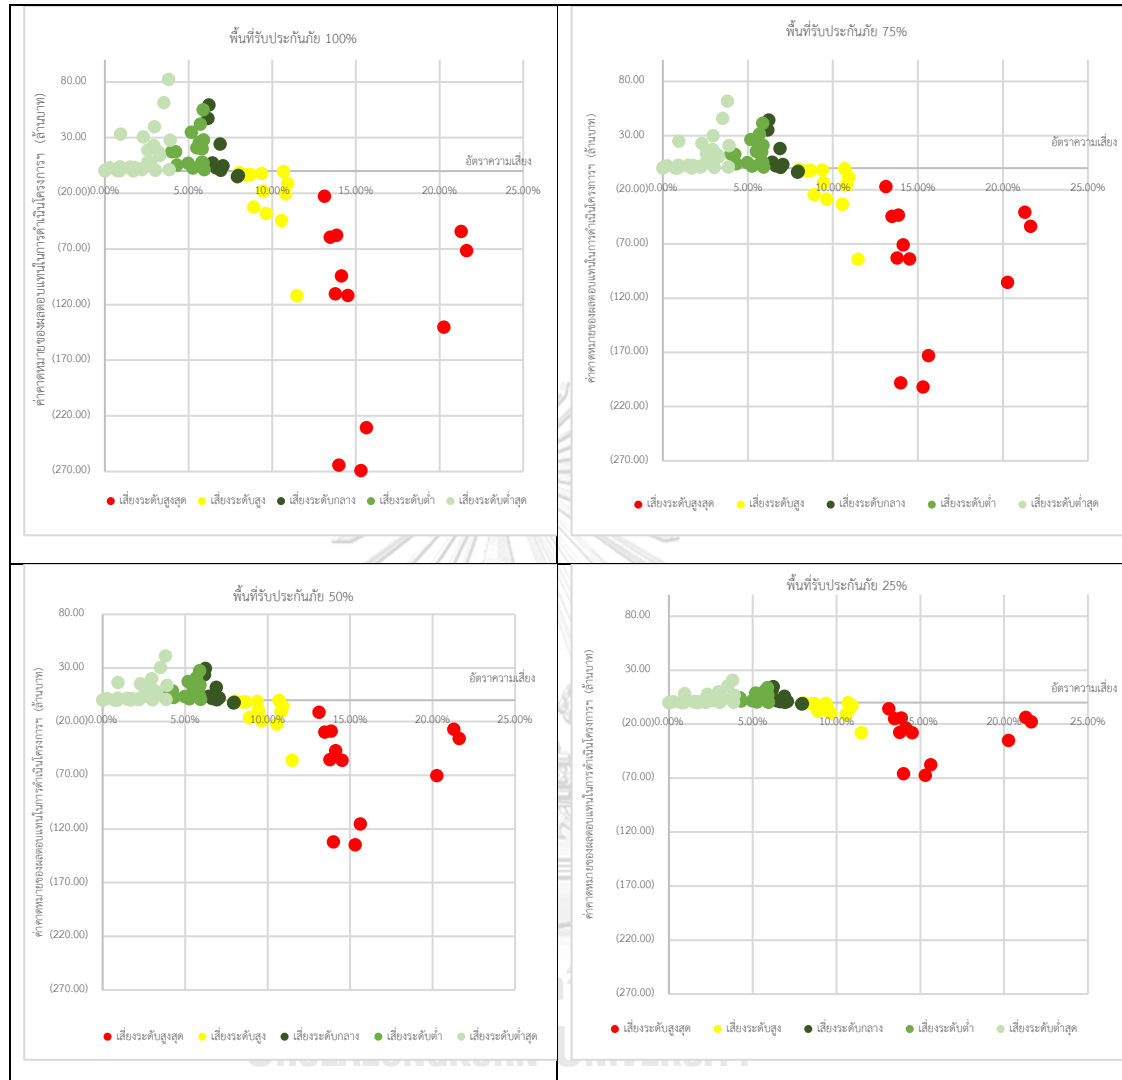 พื้นที่รับประกันภัย 100%
ค่าคาดหมายของผลตอบแทนในการดำเนินโครงการฯ (ล้านบาท)
80.00
30.00
อัตราความเสี่ยง
(20.00)
0.00% 5.00% 10.00% 15.00% 20.00% 25.00%
(70.00)
(120.00)
(170.00)
(220.00)
(270.00)
เสี่ยงระดับสูงสุด เสี่ยงระดับสูง เสี่ยงระดับกลาง เสี่ยงระดับต่ำ เสี่ยงระดับต่ำสุด
พื้นที่รับประกันภัย 75%
ค่าคาดหมายของผลตอบแทนในการดำเนินโครงการฯ (ล้านบาท)
80.00
30.00
อัตราความเสี่ยง
(20.00)
0.00% 5.00% 10.00% 15.00% 20.00% 25.00%
(70.00)
(120.00)
(170.00)
(220.00)
(270.00)
เสี่ยงระดับสูงสุด เสี่ยงระดับสูง เสี่ยงระดับกลาง เสี่ยงระดับต่ำ เสี่ยงระดับต่ำสุด
พื้นที่รับประกันภัย 50%
ค่าคาดหมายของผลตอบแทนในการดำเนินโครงการฯ (ล้านบาท)
80.00
30.00
อัตราความเสี่ยง
(20.00)
0.00% 5.00% 10.00% 15.00% 20.00% 25.00%
(70.00)
(120.00)
(170.00)
(220.00)
(270.00)
เสี่ยงระดับสูงสุด เสี่ยงระดับสูง เสี่ยงระดับกลาง เสี่ยงระดับต่ำ เสี่ยงระดับต่ำสุด
พื้นที่รับประกันภัย 25%
ค่าคาดหมายของผลตอบแทนในการดำเนินโครงการฯ (ล้านบาท)
80.00
30.00
อัตราความเสี่ยง
(20.00)
0.00% 5.00% 10.00% 15.00% 20.00% 25.00%
(70.00)
(120.00)
(170.00)
(220.00)
(270.00)
เสี่ยงระดับสูงสุด เสี่ยงระดับสูง เสี่ยงระดับกลาง เสี่ยงระดับต่ำ เสี่ยงระดับต่ำสุด
CHULALONGKORN UNIVERSITY